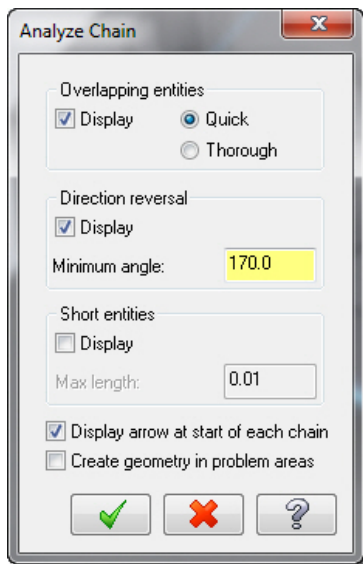 Analyze Chain
Overlapping entities
Display Quick
Thorough
Direction reversal
Display
Minimum angle: 170.0
Short entities
Display
Max length: 0.01
Display arrow at start of each chain
Create geometry in problem areas